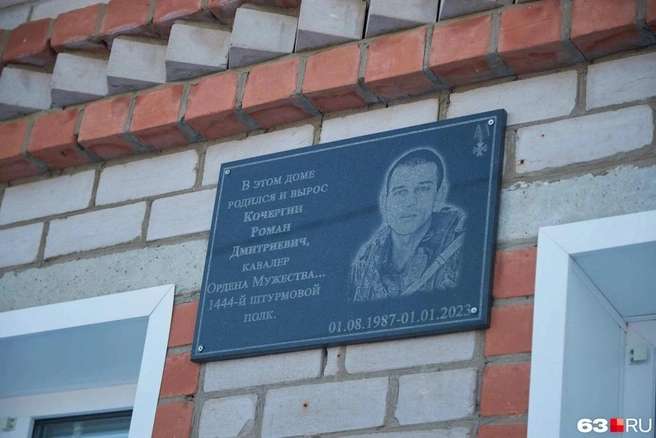 В этом доме
родился и вырос
Кочергин
Роман
Дмитриевич,
кавалер
Ордена Мужества...
1444-й штурмовой
полк.
01.08.1987-01.01.2023
63.RU